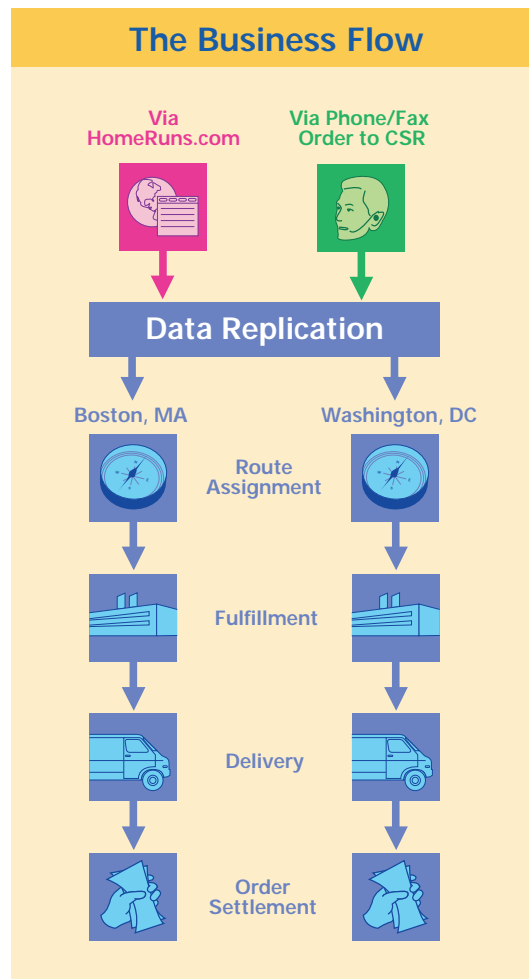 The Business Flow
Via
HomeRuns.com
Via Phone/Fax
Order to CSR
Data Replication
Boston, MA
Washington, DC
Route
Assignment
Fulfillment
Delivery
Order
Settlement